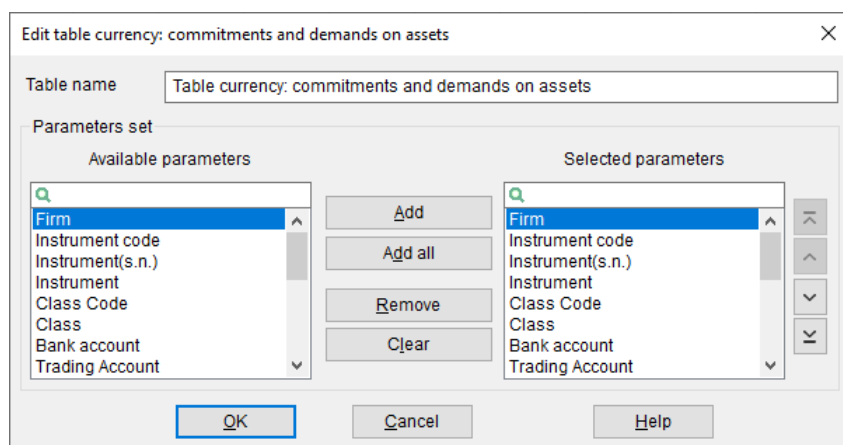 Edit table currency: commitments and demands on assets
Table name
Table currency: commitments and demands on assets
Parameters set
Available parameters
Firm
Instrument code
Instrument(s.n.)
Instrument
Class Code
Class
Bank account
Trading Account
Add
Add all
Remove
Clear
Selected parameters
Firm
Instrument code
Instrument(s.n.)
Instrument
Class Code
Class
Bank account
Trading Account
OK
Cancel
Help